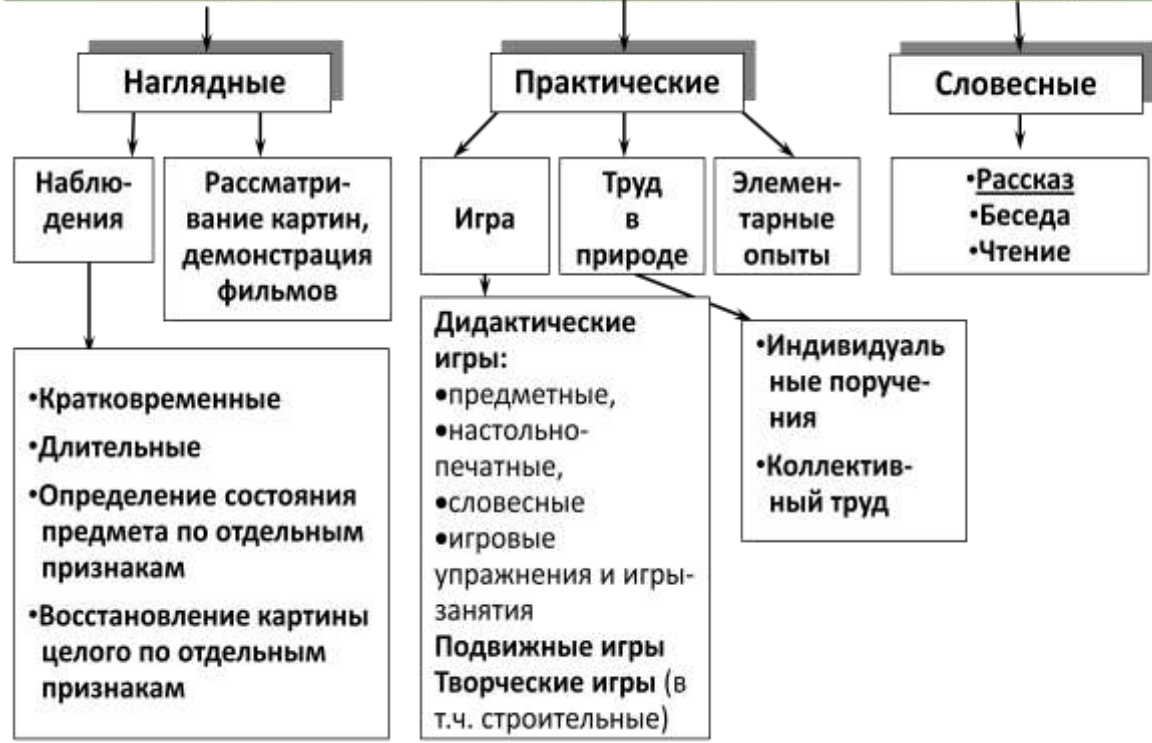 Наглядные
Практические
Словесные
Наблю-
дения
Рассматри-
вание картин,
демонстрация
фильмов
Игра
Труд
в
природе
Элемен-
тарные
опыты
•Рассказ
•Беседа
•Чтение
•Кратковременные
•Длительные
•Определение состояния
предмета по отдельным
признакам
•Восстановление картины
целого по отдельным
признакам
Дидактические
игры:
•предметные,
•настольно-
печатные,
•словесные
•игровые
упражнения и игры-
занятия
Подвижные игры
Творческие игры (в
т.ч. строительные)
•Индивидуаль
ные поруче-
ния
•Коллектив-
ный труд